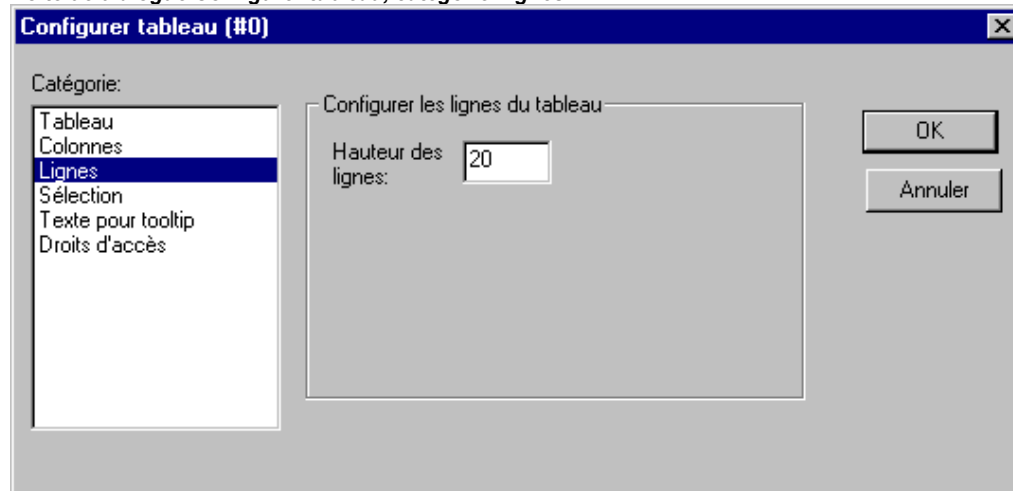 Configurer tableau (#0)
Catégorie:
Tableau
Colonnes
Lignes
Sélection
Texte pour tooltip
Droits d'accès
Configurer les lignes du tableau
Hauteur des
lignes:
20
OK
Annuler